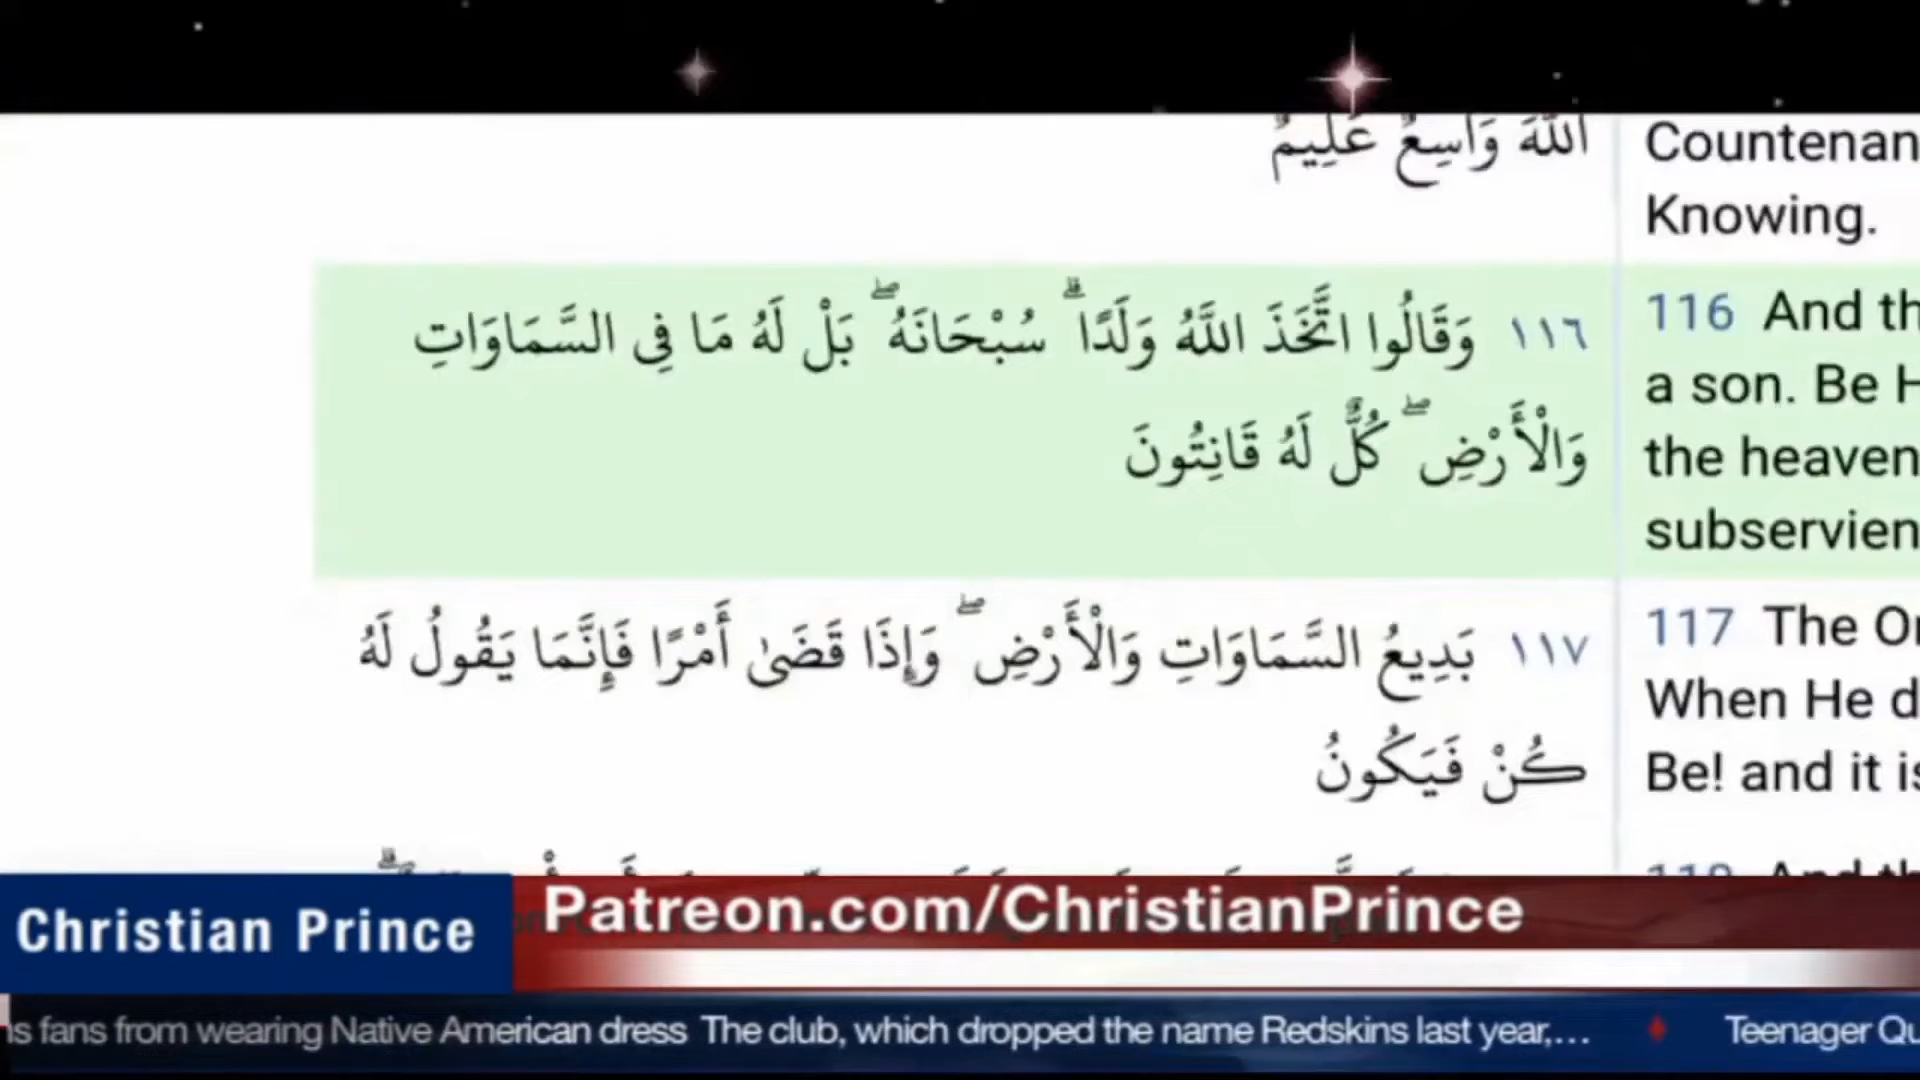 اللَّهَ وَاسِعٌ عَلِيمٌ
Countenan
Knowing.
١١٦ وَقَالُوا اتَّخَذَ اللَّهُ وَلَدًا ۗ سُبْحَانَهُ ۖ بَلْ لَهُ مَا فِي السَّمَاوَاتِ
وَالْأَرْضِ ۖ كُلٌّ لَهُ قَانِتُونَ
116 And th
a son. Be H
the heaven
subservien
١١٧ بَدِيعُ السَّمَاوَاتِ وَالْأَرْضِ ۖ وَإِذَا قَضَىٰ أَمْرًا فَإِنَّمَا يَقُولُ لَهُ
كُنْ فَيَكُونُ
117 The Or
When He d
Be! and it is
Christian Prince
Patreon.com/ChristianPrince
is fans from wearing Native American dress The club, which dropped the name Redskins last year,... Teenager Qu